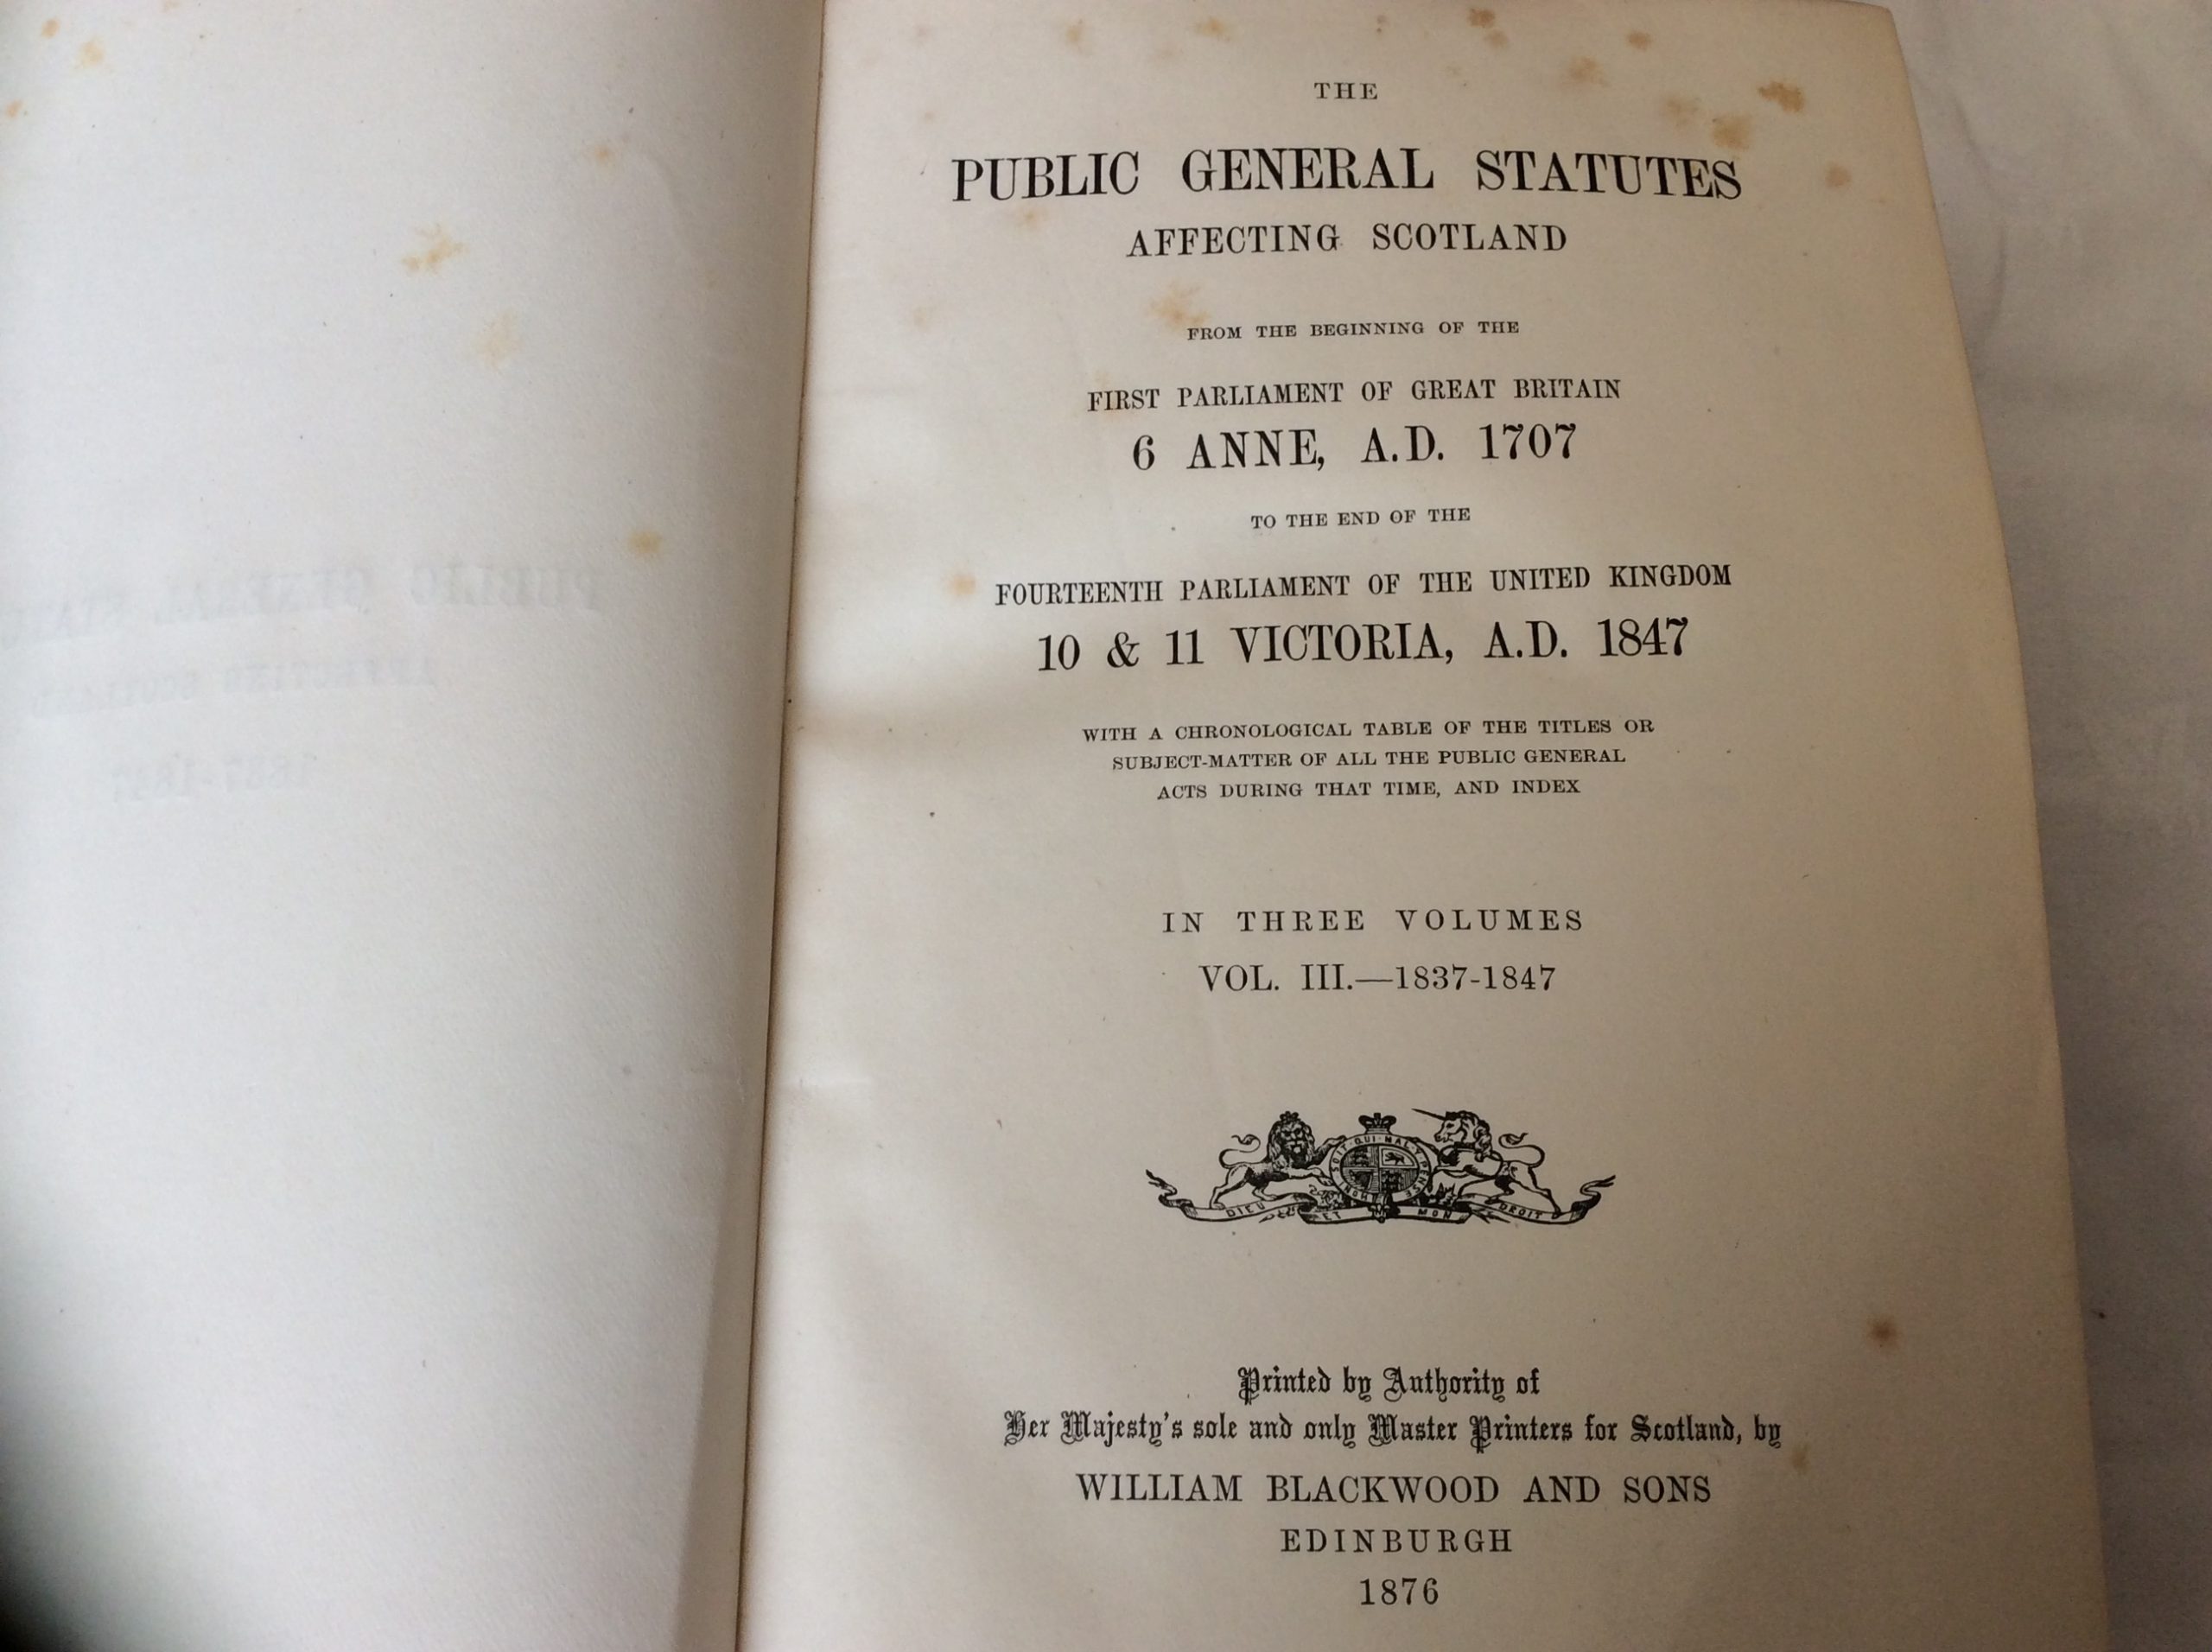 THE
PUBLIC GENERAL STATUTES
AFFECTING SCOTLAND
FROM THE BEGINNING OF THE
FIRST PARLIAMENT OF GREAT BRITAIN
6 ANNE, A.D. 1707
TO THE END OF THE
FOURTEENTH PARLIAMENT OF THE UNITED KINGDOM
10 & 11 VICTORIA, A.D. 1847
WITH A CHRONOLOGICAL TABLE OF THE TITLES OR
SUBJECT-MATTER OF ALL THE PUBLIC GENERAL
ACTS DURING THAT TIME, AND INDEX
IN THREE VOLUMES
VOL. III.—1837-1847
QUI MAL Y PENSE
DIEU ET MON DROIT
Printed by Authority of
Her Majesty's sole and only Master Printers for Scotland, by
WILLIAM BLACKWOOD AND SONS
EDINBURGH
1876